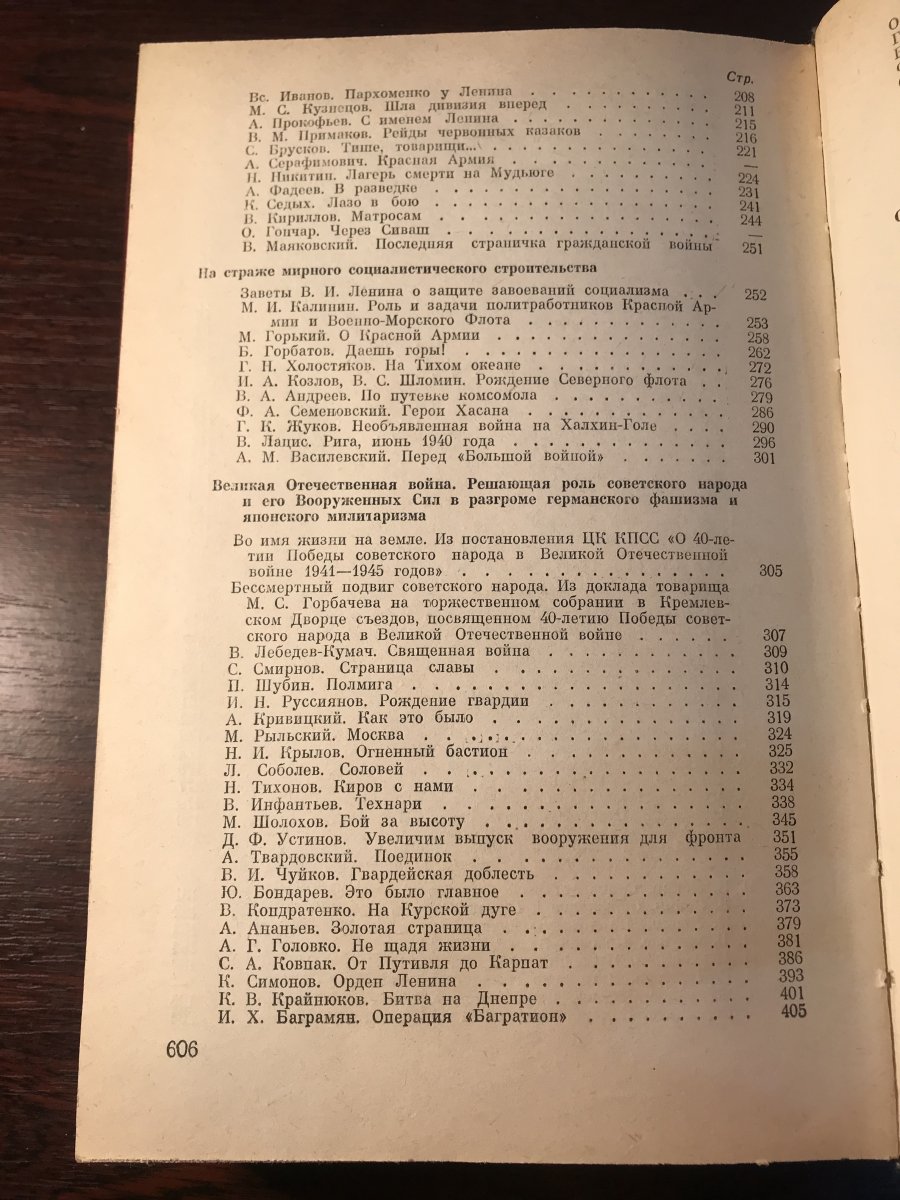 Стр.
Вс. Иванов. Пархоменко у Ленина . . . . . . . . . . . 208
М. С. Кузнецов. Шла дивизия вперед . . . . . . . . . 211
А. Прокофьев. С именем Ленина . . . . . . . . . . . . 215
В. М. Примаков. Рейды червонных казаков . . . . . . . 216
С. Брусков. Тише, товарищи... . . . . . . . . . . . . 221
А. Серафимович. Красная Армия . . . . . . . . . . . . —
Н. Никитин. Лагерь смерти на Мудьюге . . . . . . . . . 224
А. Фадеев. В разведке . . . . . . . . . . . . . . . . 231
К. Седых. Лазо в бою . . . . . . . . . . . . . . . . 241
В. Кириллов. Матросам . . . . . . . . . . . . . . . . 244
О. Гончар. Через Сиваш . . . . . . . . . . . . . . . —
В. Маяковский. Последняя страничка гражданской войны 251
На страже мирного социалистического строительства
Заветы В. И. Ленина о защите завоеваний социализма . . . 252
М. И. Калинин. Роль и задачи политработников Красной Ар-
мии и Военно-Морского Флота . . . . . . . . . . . . 253
М. Горький. О Красной Армии . . . . . . . . . . . . . 258
Б. Горбатов. Даешь горы! . . . . . . . . . . . . . . 262
Г. Н. Холостяков. На Тихом океане . . . . . . . . . . 272
И. А. Козлов, В. С. Шломин. Рождение Северного флота . . 276
В. А. Андреев. По путевке комсомола . . . . . . . . . 279
Ф. А. Семеновский. Герои Хасана . . . . . . . . . . . 286
Г. К. Жуков. Необъявленная война на Халхин-Голе . . . . 290
В. Лацис. Рига, июнь 1940 года . . . . . . . . . . . 296
А. М. Василевский. Перед «Большой войной» . . . . . . . 301
Великая Отечественная война. Решающая роль советского народа
и его Вооруженных Сил в разгроме германского фашизма и
японского милитаризма
Во имя жизни на земле. Из постановления ЦК КПСС «О 40-ле-
тии Победы советского народа в Великой Отечественной
войне 1941—1945 годов» . . . . . . . . . . . . . . . 305
Бессмертный подвиг советского народа. Из доклада товарища
М. С. Горбачева на торжественном собрании в Кремлев-
ском Дворце съездов, посвященном 40-летию Победы совет-
ского народа в Великой Отечественной войне . . . . . . 307
В. Лебедев-Кумач. Священная война . . . . . . . . . . 309
С. Смирнов. Страница славы . . . . . . . . . . . . . 310
П. Шубин. Полмига . . . . . . . . . . . . . . . . . . 314
И. Н. Руссиянов. Рождение гвардии . . . . . . . . . . 315
А. Кривицкий. Как это было . . . . . . . . . . . . . 319
М. Рыльский. Москва . . . . . . . . . . . . . . . . . 324
Н. И. Крылов. Огненный бастион . . . . . . . . . . . 325
Л. Соболев. Соловей . . . . . . . . . . . . . . . . . 332
Н. Тихонов. Киров с нами . . . . . . . . . . . . . . 334
В. Инфантьев. Технари . . . . . . . . . . . . . . . . 338
М. Шолохов. Бой за высоту . . . . . . . . . . . . . . 345
Д. Ф. Устинов. Увеличим выпуск вооружения для фронта 351
А. Твардовский. Поединок . . . . . . . . . . . . . . 355
В. И. Чуйков. Гвардейская доблесть . . . . . . . . . . 358
Ю. Бондарев. Это было главное . . . . . . . . . . . . 363
В. Кондратенко. На Курской дуге . . . . . . . . . . . 373
А. Ананьев. Золотая страница . . . . . . . . . . . . 379
А. Г. Головко. Не щадя жизни . . . . . . . . . . . . 381
С. А. Ковпак. От Путивля до Карпат . . . . . . . . . . 386
К. Симонов. Орден Ленина . . . . . . . . . . . . . . 393
К. В. Крайнюков. Битва на Днепре . . . . . . . . . . 401
И. Х. Баграмян. Операция «Багратион» . . . . . . . . . 405
606